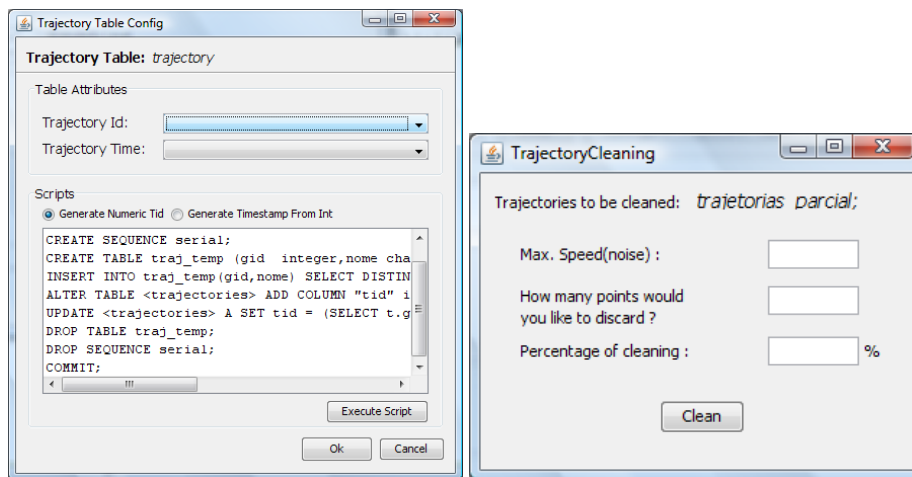 Trajectory Table Config
Trajectory Table: trajectory
Table Attributes
Trajectory Id:
Trajectory Time:
Scripts
Generate Numeric Tid Generate Timestamp From Int
CREATE SEQUENCE serial;
CREATE TABLE traj_temp (gid integer,nome cha
INSERT INTO traj_temp(gid,nome) SELECT DISTIN
ALTER TABLE <trajectories> ADD COLUMN "tid" i
UPDATE <trajectories> A SET tid = (SELECT t.g
DROP TABLE traj_temp;
DROP SEQUENCE serial;
COMMIT;
Execute Script
Ok Cancel
TrajectoryCleaning
Trajectories to be cleaned: trajetorias parcial;
Max. Speed(noise) :
How many points would
you like to discard ?
Percentage of cleaning : %
Clean